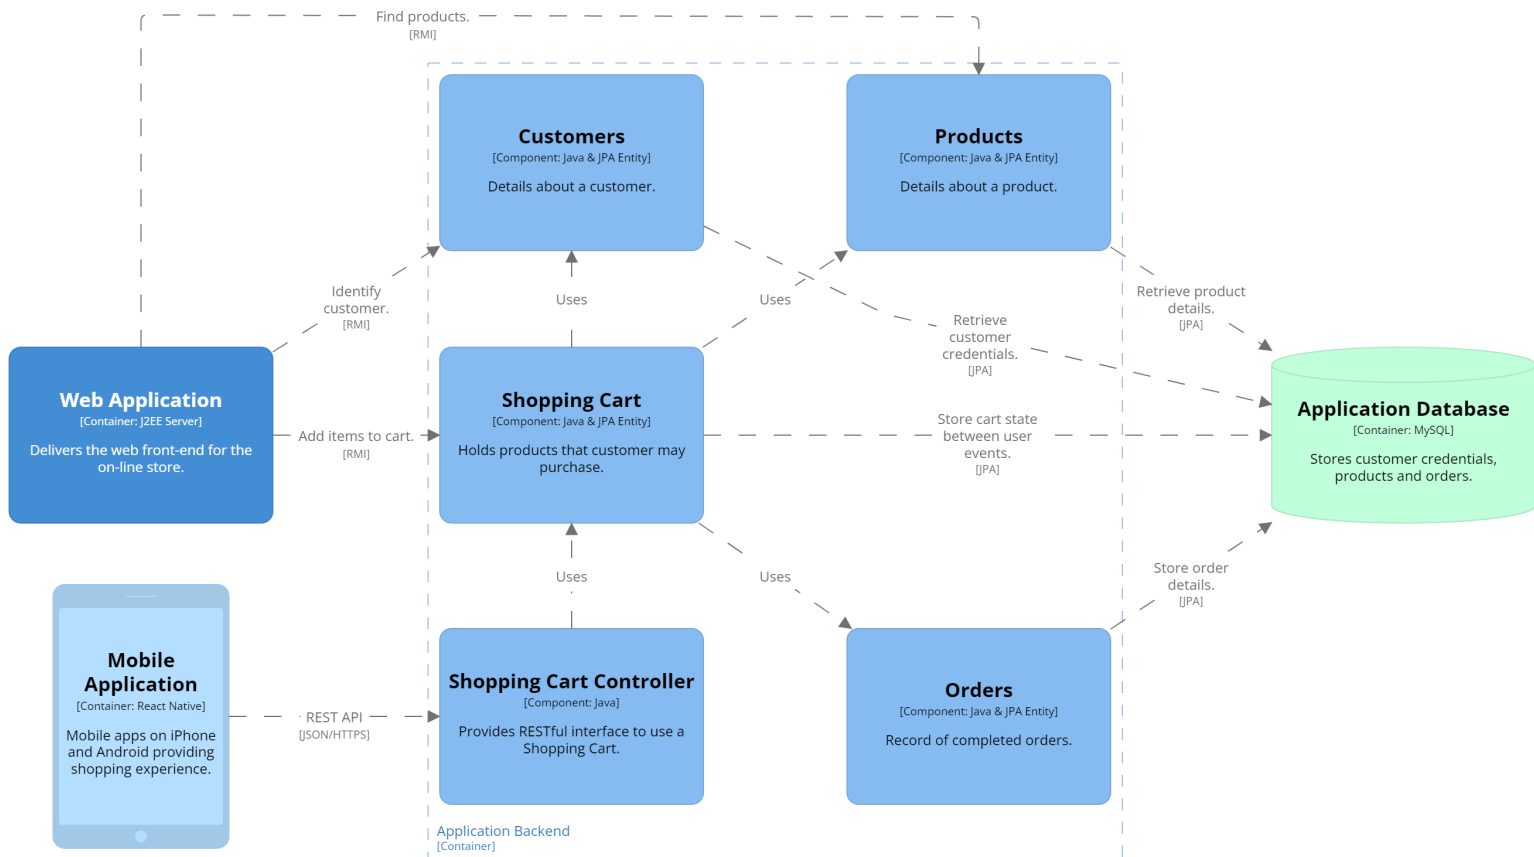 Find products.
[RMI]
Customers
[Component: Java & JPA Entity]
Details about a customer.
Products
[Component: Java & JPA Entity]
Details about a product.
Identify
customer.
[RMI]
Uses
Uses
Retrieve
customer
credentials.
[JPA]
Retrieve product
details.
[JPA]
Web Application
[Container: J2EE Server]
Delivers the web front-end for the
on-line store.
Add items to cart.
[RMI]
Shopping Cart
[Component: Java & JPA Entity]
Holds products that customer may
purchase.
Store cart state
between user
events.
[JPA]
Application Database
[Container: MySQL]
Stores customer credentials,
products and orders.
Uses
Uses
Store order
details.
[JPA]
Mobile
Application
[Container: React Native]
Mobile apps on iPhone
and Android providing
shopping experience.
REST API
[JSON/HTTPS]
Shopping Cart Controller
[Component: Java]
Provides RESTful interface to use a
Shopping Cart.
Orders
[Component: Java & JPA Entity]
Record of completed orders.
Application Backend
[Container]